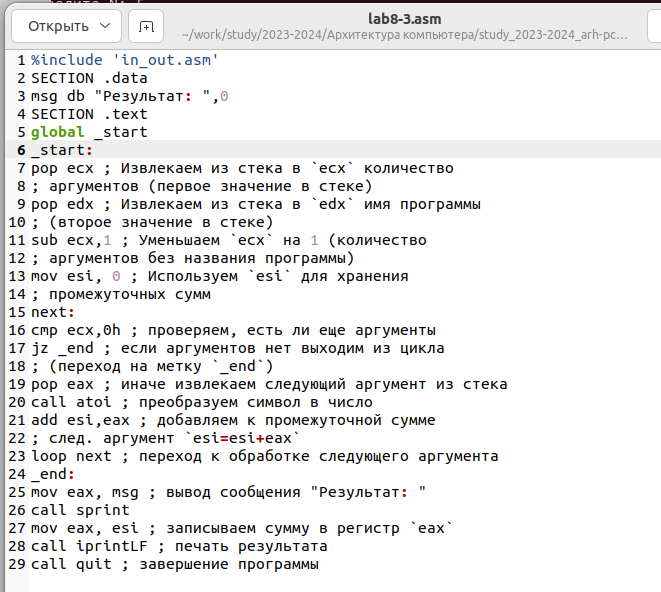 lab8-3.asm
Открыть
~/work/study/2023-2024/Архитектура компьютера/study_2023-2024_arh-pc...
1 %include 'in_out.asm'
2 SECTION .data
3 msg db "Результат: ",0
4 SECTION .text
5 global _start
6 _start:
7 pop ecx ; Извлекаем из стека в `ecx` количество
8 ; аргументов (первое значение в стеке)
9 pop edx ; Извлекаем из стека в `edx` имя программы
10 ; (второе значение в стеке)
11 sub ecx,1 ; Уменьшаем `ecx` на 1 (количество
12 ; аргументов без названия программы)
13 mov esi, 0 ; Используем `esi` для хранения
14 ; промежуточных сумм
15 next:
16 cmp ecx,0h ; проверяем, есть ли еще аргументы
17 jz _end ; если аргументов нет выходим из цикла
18 ; (переход на метку `_end`)
19 pop eax ; иначе извлекаем следующий аргумент из стека
20 call atoi ; преобразуем символ в число
21 add esi,eax ; добавляем к промежуточной сумме
22 ; след. аргумент `esi=esi+eax`
23 loop next ; переход к обработке следующего аргумента
24 _end:
25 mov eax, msg ; вывод сообщения "Результат: "
26 call sprint
27 mov eax, esi ; записываем сумму в регистр `eax`
28 call iprintLF ; печать результата
29 call quit ; завершение программы